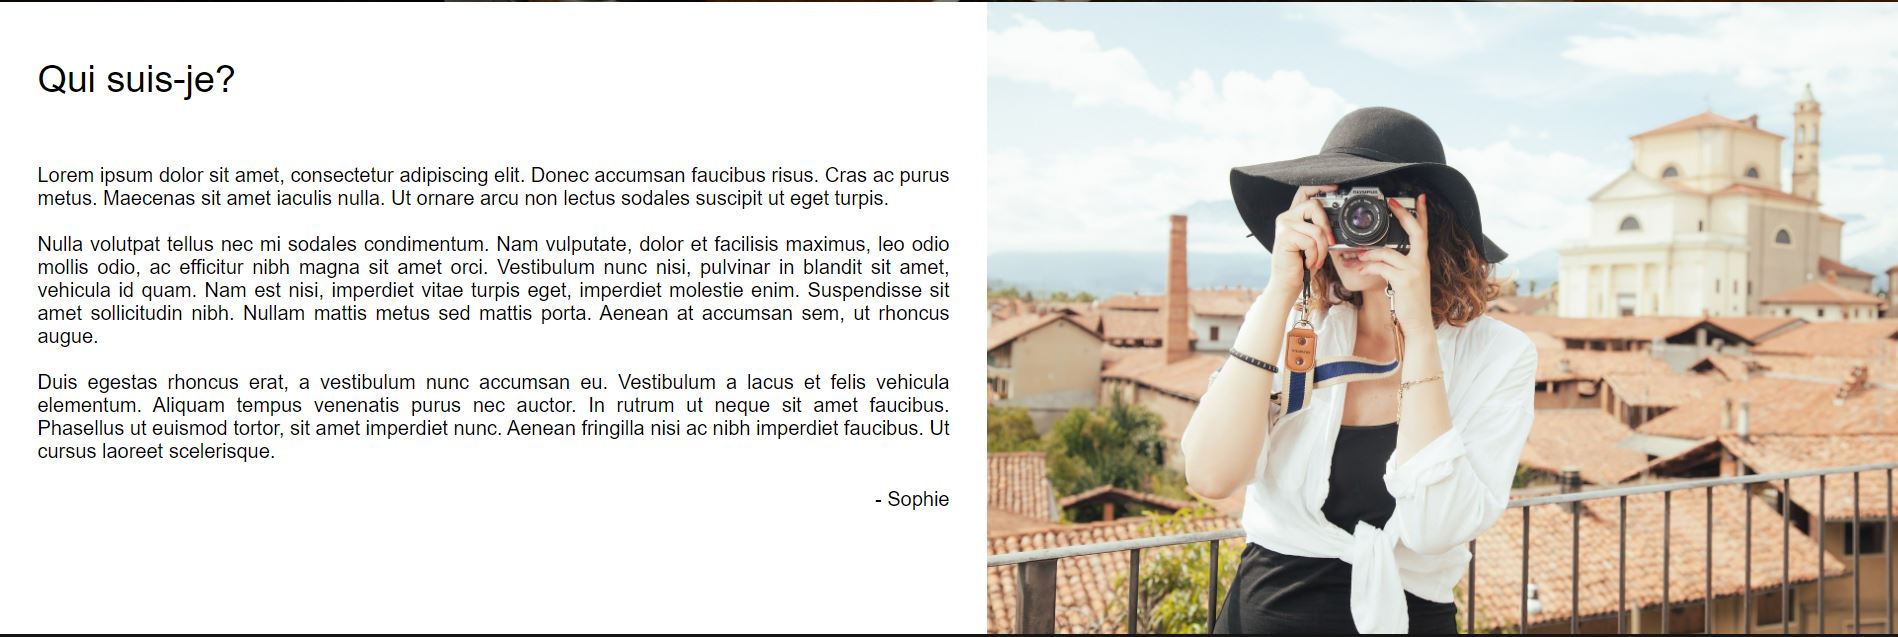 Qui suis-je?
Lorem ipsum dolor sit amet, consectetur adipiscing elit. Donec accumsan faucibus risus. Cras ac purus
metus. Maecenas sit amet iaculis nulla. Ut ornare arcu non lectus sodales suscipit ut eget turpis.
Nulla volutpat tellus nec mi sodales condimentum. Nam vulputate, dolor et facilisis maximus, leo odio
mollis odio, ac efficitur nibh magna sit amet orci. Vestibulum nunc nisi, pulvinar in blandit sit amet,
vehicula id quam. Nam est nisi, imperdiet vitae turpis eget, imperdiet molestie enim. Suspendisse sit
amet sollicitudin nibh. Nullam mattis metus sed mattis porta. Aenean at accumsan sem, ut rhoncus
augue.
Duis egestas rhoncus erat, a vestibulum nunc accumsan eu. Vestibulum a lacus et felis vehicula
elementum. Aliquam tempus venenatis purus nec auctor. In rutrum ut neque sit amet faucibus.
Phasellus ut euismod tortor, sit amet imperdiet nunc. Aenean fringilla nisi ac nibh imperdiet faucibus. Ut
cursus laoreet scelerisque.
- Sophie
OLYMPUS